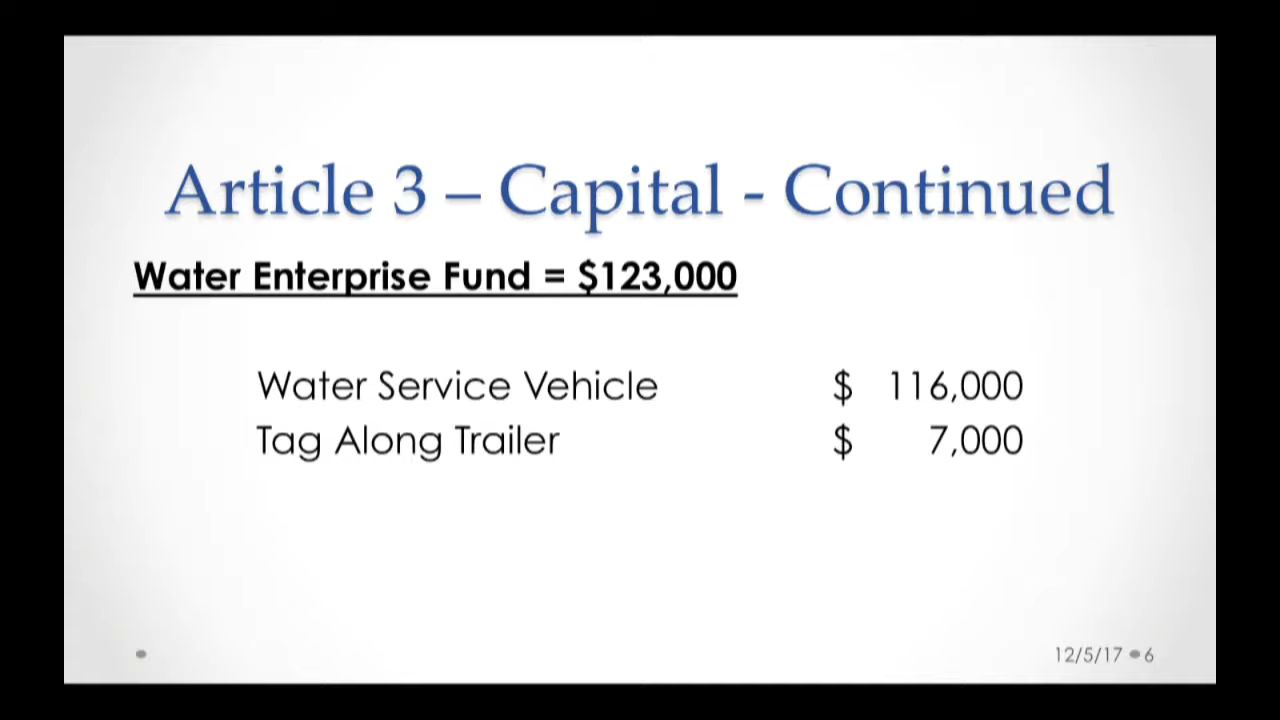 Article 3 – Capital - Continued
Water Enterprise Fund = $123,000
Water Service Vehicle $ 116,000
Tag Along Trailer $ 7,000
12/5/17 6